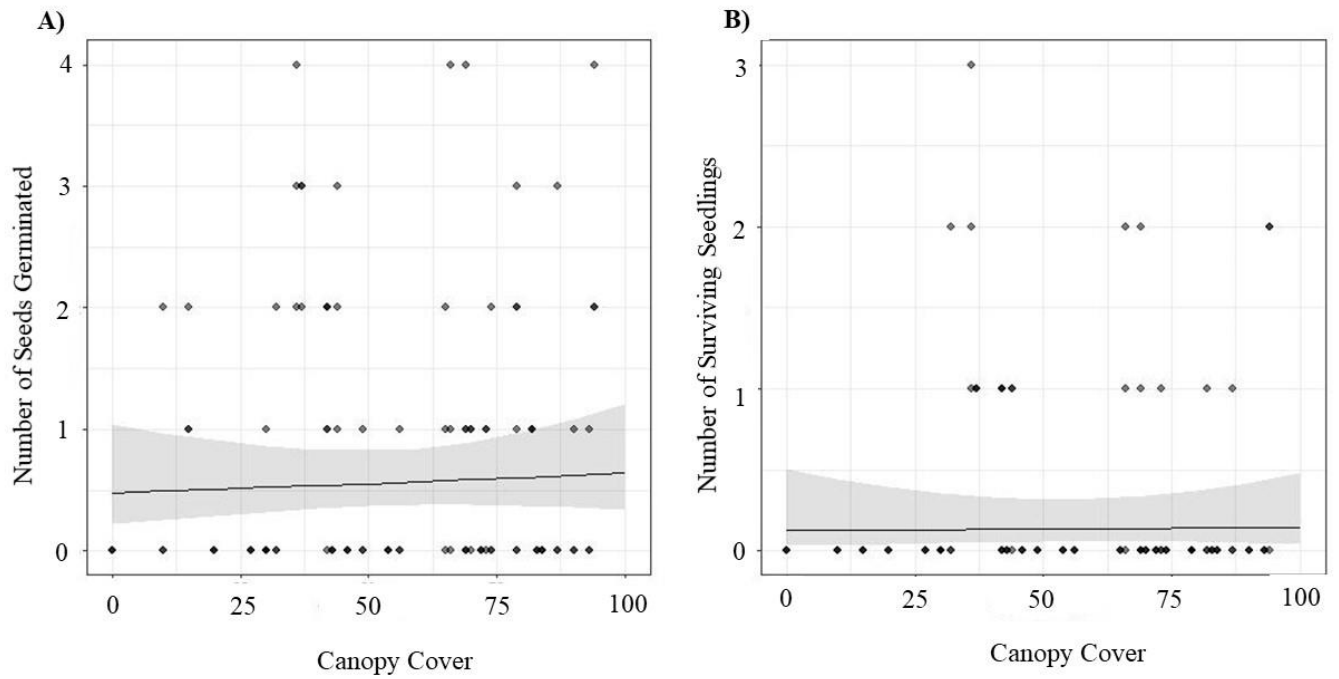 A)
Number of Seeds Germinated
4
3
2
1
0
0 25 50 75 100
Canopy Cover
B)
Number of Surviving Seedlings
3
2
1
0
0 25 50 75 100
Canopy Cover